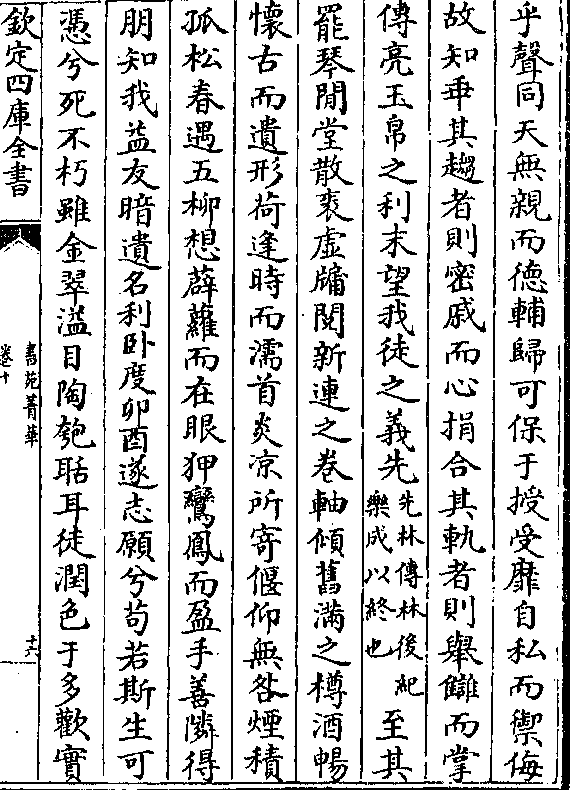 乎聲同天無親而德輔歸可保于授受靡自私而禦侮
故知乖其趨者則密戚而心捐合其軌者則舉讎而掌
傳亮玉帛之利末望我徒之義先先林傳林後紀樂成以終也至其
罷琴閒堂散袠虛牖閱新連之巻軸傾舊滿之樽酒暢
懷古而遺形荷逢時而濡首炎凉所寄偃仰無咎煙積
孤松春遇五柳想薜蘿而在眼狎鸞鳳而盈手善隣得
朋知我益友暗遺名利卧度卯酉遂志願兮苟若斯生可
憑兮死不朽雖金翠溢目陶匏聒耳徒潤色于多歡實
欽定四庫全書
書苑菁華
卷十
十六